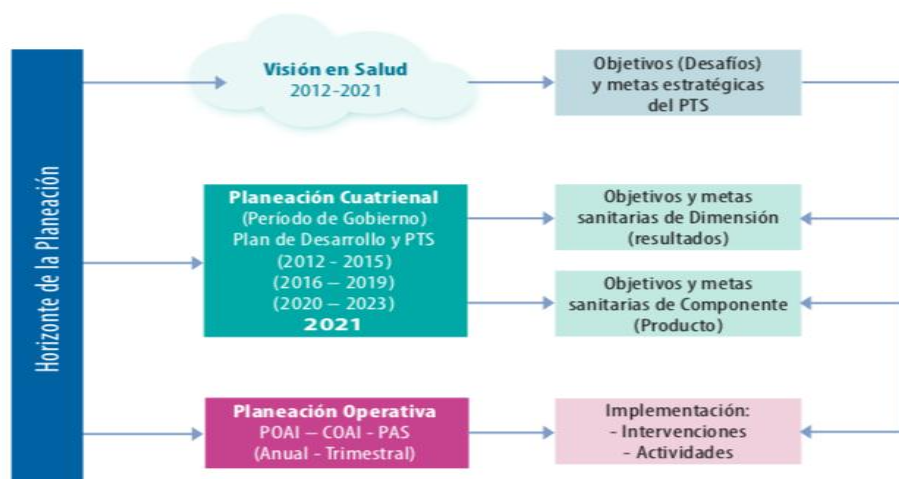 Horizonte de la Planeación
Visión en Salud
2012-2021
Objetivos (Desafíos)
y metas estratégicas
del PTS
Planeación Cuatrienal
(Período de Gobierno)
Plan de Desarrollo y PTS
(2012 - 2015)
(2016 – 2019)
(2020 – 2023)
2021
Objetivos y metas
sanitarias de Dimensión
(resultados)
Objetivos y metas
sanitarias de Componente
(Producto)
Planeación Operativa
POAI – COAI - PAS
(Anual - Trimestral)
Implementación:
- Intervenciones
- Actividades